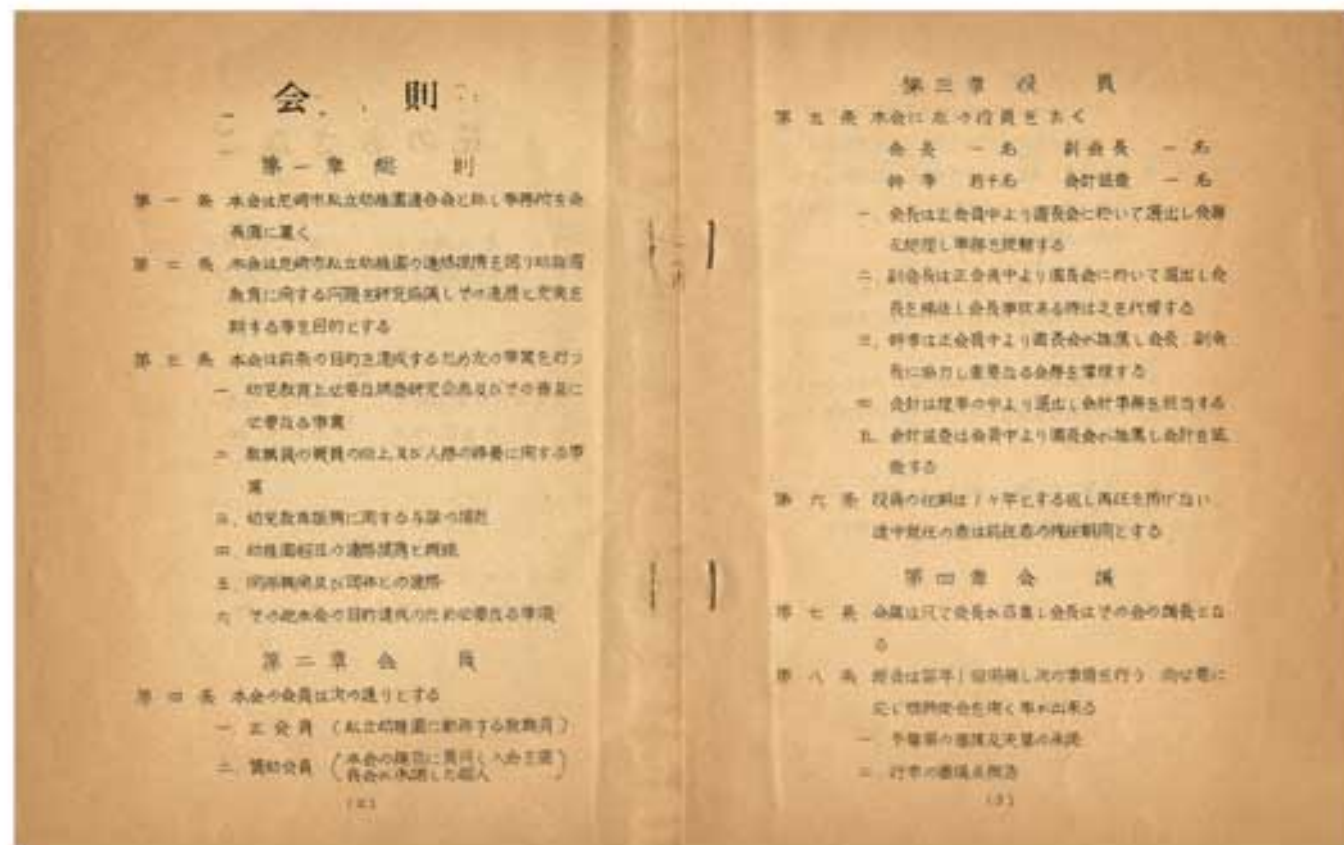 会則
第一章 総則
第一条 本会は尼崎市私立幼稚園連合会と称し事務所を会
長園に置く
第二条 本会は尼崎市私立幼稚園の連絡提携を図り幼稚園
教育に関する問題を研究協議しその進歩と充実を
期する事を目的とする
第三条 本会は前条の目的を達成するため左の事業を行う
一 幼児教育上必要な調査研究公表及びその普及に
必要なる事業
二 教職員の資質の向上及び人格の修養に関する事
業
三、幼児教育振興に関する
四 幼稚園相互の連絡提携と親睦
五 関係機関及び団体との連絡
六 その他本会の目的達成のため必要なる事項
第二章 会員
第四条 本会の会員は次の通りとする
一 正会員 (私立幼稚園に勤務する教職員)
二、賛助会員 (本会の趣旨に賛同し入会を園
長会が承認した個人)
(2)
第三章 役員
第五条 本会に左の役員をおく
会長 一名 副会長 一名
幹事 若干名 会計監査 一名
一、会長は正会員中より園長会に於いて選出し会務
を総理し事務を統轄する
二、副会長は正会員中より園長会に於いて選出し会
長を補佐し会長事故ある時は之を代理する
三、幹事は正会員中より園長会が推薦し会長、副会
長に協力し重要なる会務を掌理する
四 会計は理事の中より選出し会計事務を担当する
五、会計監査は会員中より園長会が推薦し会計を監
査する
第六条 役員の任期は1ヶ年とする但し再任を妨げない
途中就任の者は前任者の残任期間とする
第四章 会議
第七条 会議は凡て会長が召集し会長はその会の議長とな
る
第八条 総会は毎年1回開催し次の事項を行う 尚必要に
応じ臨時総会を開く事が出来る
一 予算案の審議及決算の承認
二、行事の審議及報告
(3)